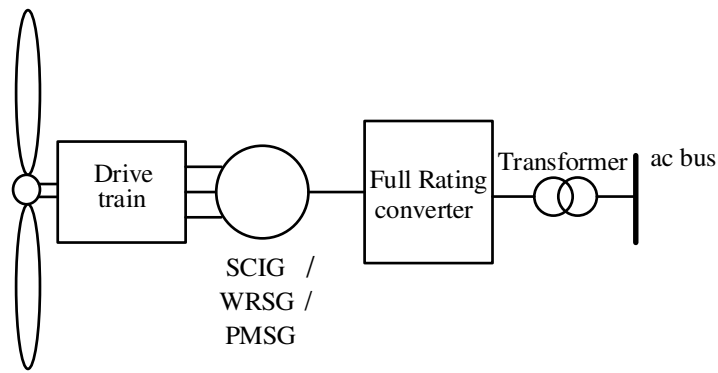 Drive
train
SCIG /
WRSG /
PMSG
Full Rating
converter
Transformer
ac bus